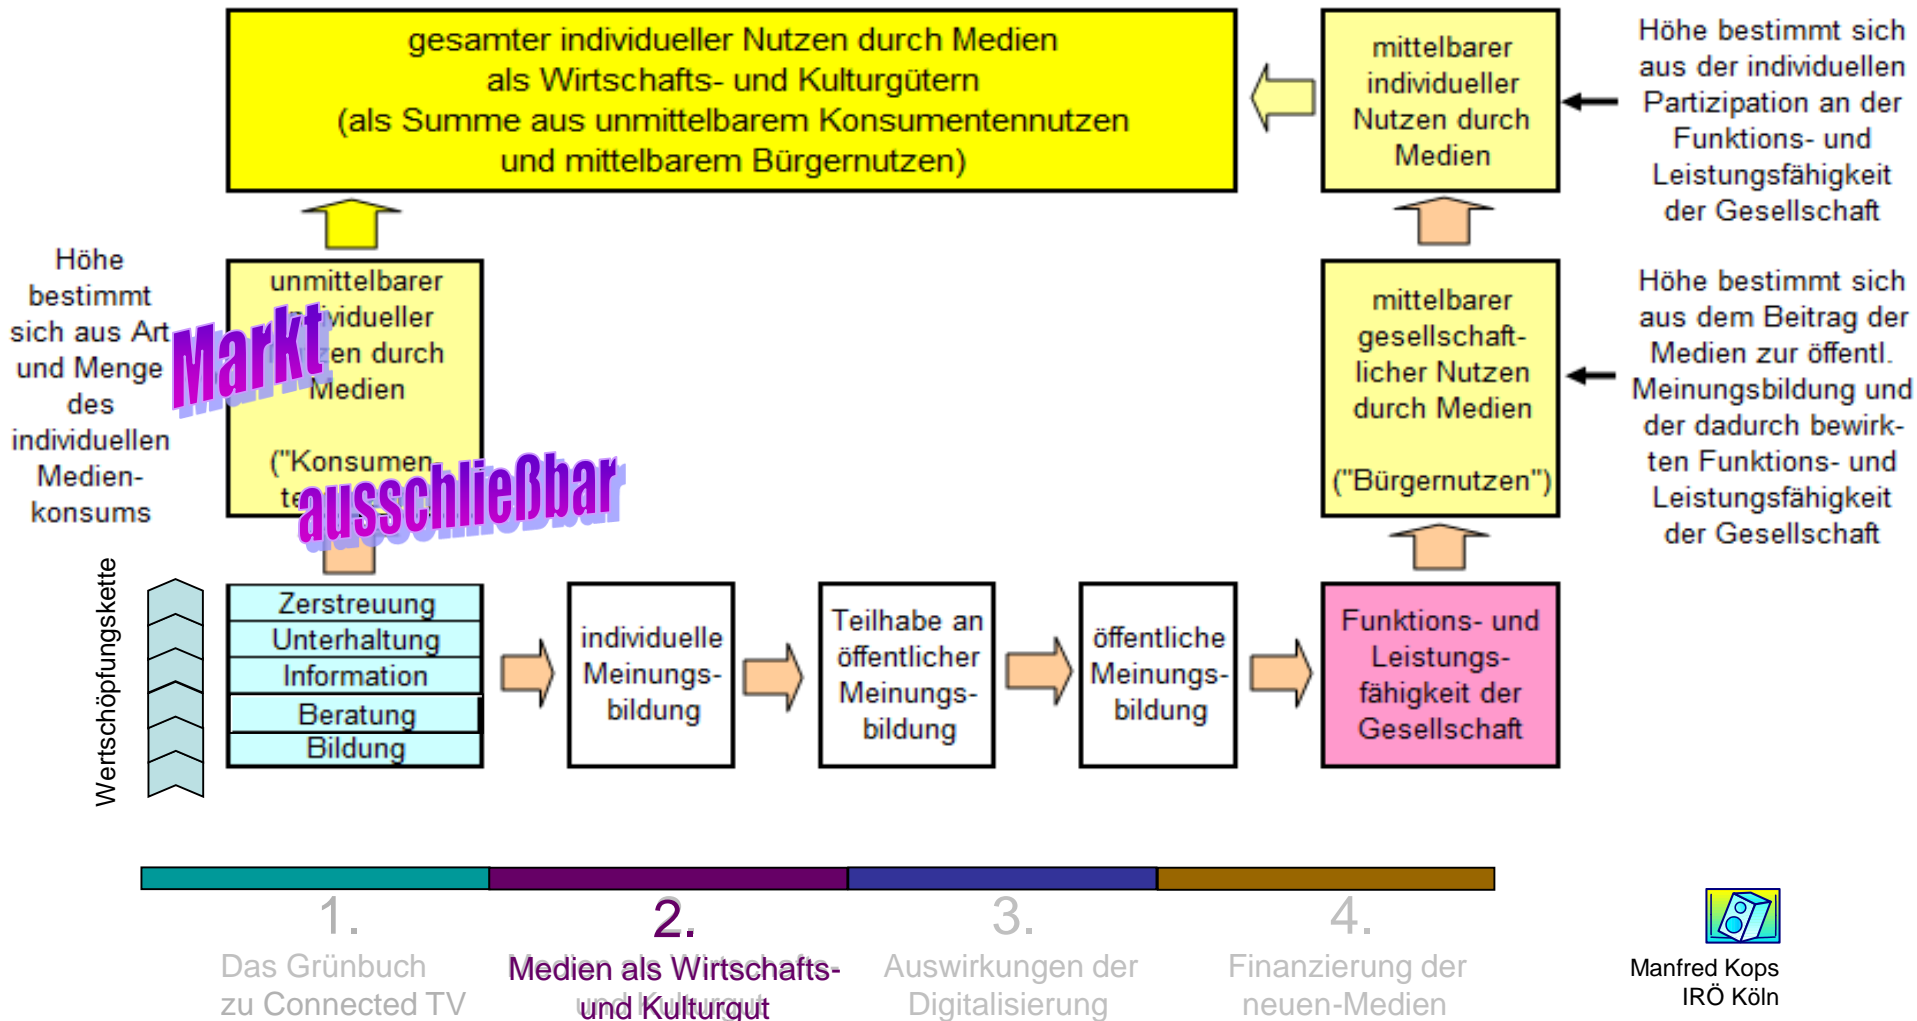 gesamter individueller Nutzen durch Medien
als Wirtschafts- und Kulturgütern
(als Summe aus unmittelbarem Konsumentennutzen
und mittelbarem Bürgernutzen)
mittelbarer
individueller
Nutzen durch
Medien
Höhe bestimmt sich
aus der individuellen
Partizipation an der
Funktions- und
Leistungsfähigkeit
der Gesellschaft
Höhe
bestimmt
sich aus Art
und Menge
des
individuellen
Medien-
konsums
unmittelbarer
individueller
Nutzen durch
Medien
("Konsumen-
Markt
ausschließbar
mittelbarer
gesellschaft-
licher Nutzen
durch Medien
("Bürgernutzen")
Höhe bestimmt sich
aus dem Beitrag der
Medien zur öffentl.
Meinungsbildung und
der dadurch bewirk-
ten Funktions- und
Leistungsfähigkeit
der Gesellschaft
Wertschöpfungskette
Zerstreuung
Unterhaltung
Information
Beratung
Bildung
individuelle
Meinungs-
bildung
Teilhabe an
öffentlicher
Meinungs-
bildung
öffentliche
Meinungs-
bildung
Funktions- und
Leistungs-
fähigkeit der
Gesellschaft
1.
Das Grünbuch
zu Connected TV
2.
Medien als Wirtschafts-
und Kulturgut
3.
Auswirkungen der
Digitalisierung
4.
Finanzierung der
neuen-Medien
Manfred Kops
IRÖ Köln